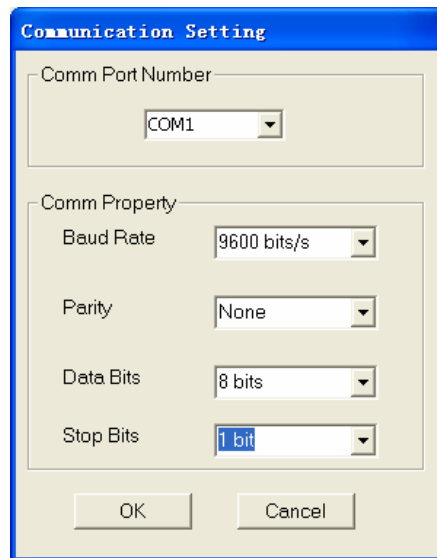 Communication Setting
Comm Port Number
COM1
Comm Property
Baud Rate 9600 bits/s
Parity None
Data Bits 8 bits
Stop Bits 1 bit
OK Cancel